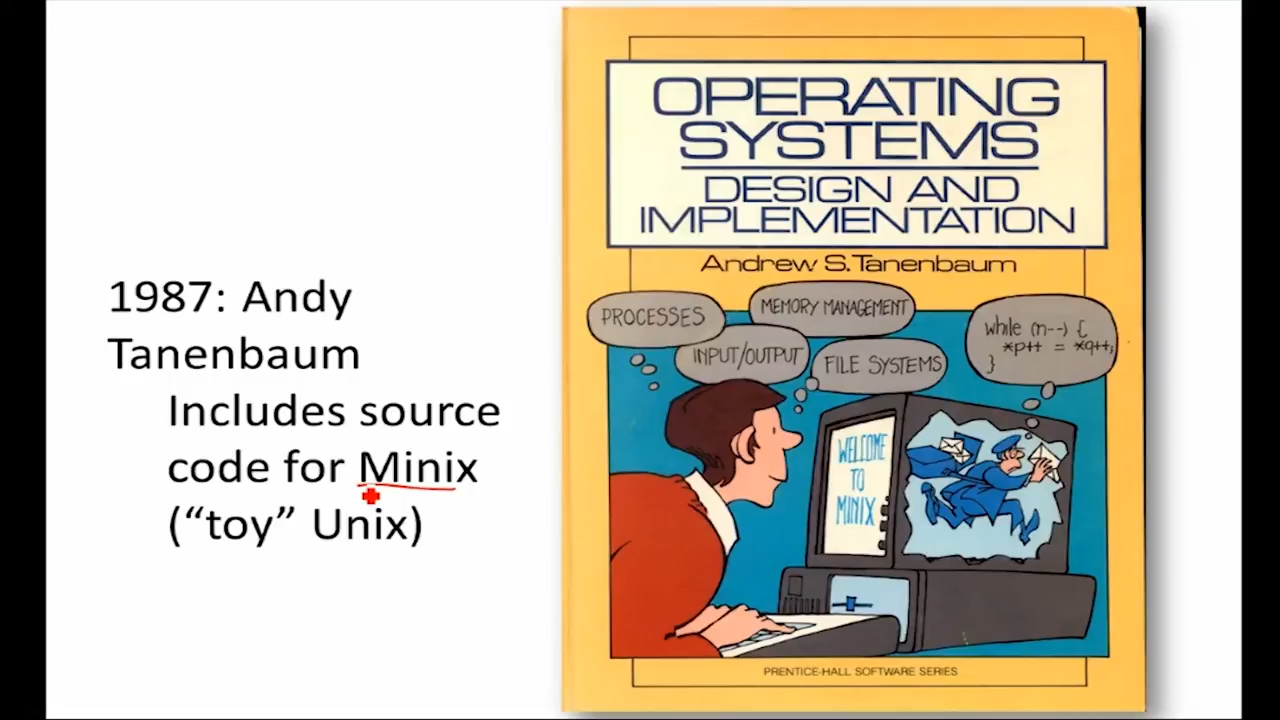 1987: Andy
Tanenbaum
Includes source
code for Minix
(“toy” Unix)
OPERATING
SYSTEMS
DESIGN AND
IMPLEMENTATION
Andrew S. Tanenbaum
PROCESSES
MEMORY MANAGEMENT
INPUT/OUTPUT
FILE SYSTEMS
while (n--) {
*p++ = *q++;
}
WELCOME
TO
MINIX
PRENTICE-HALL SOFTWARE SERIES